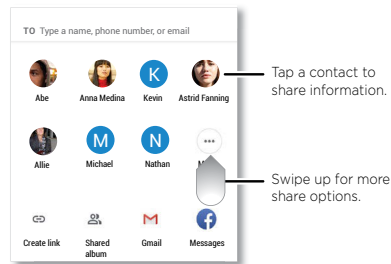 TO Type a name, phone number, or email
K
Abe Anna Medina Kevin Astrid Fanning
Tap a contact to
share information.
M N
Allie Michael Nathan
Swipe up for more
share options.
Create link Shared
album Gmail Messages